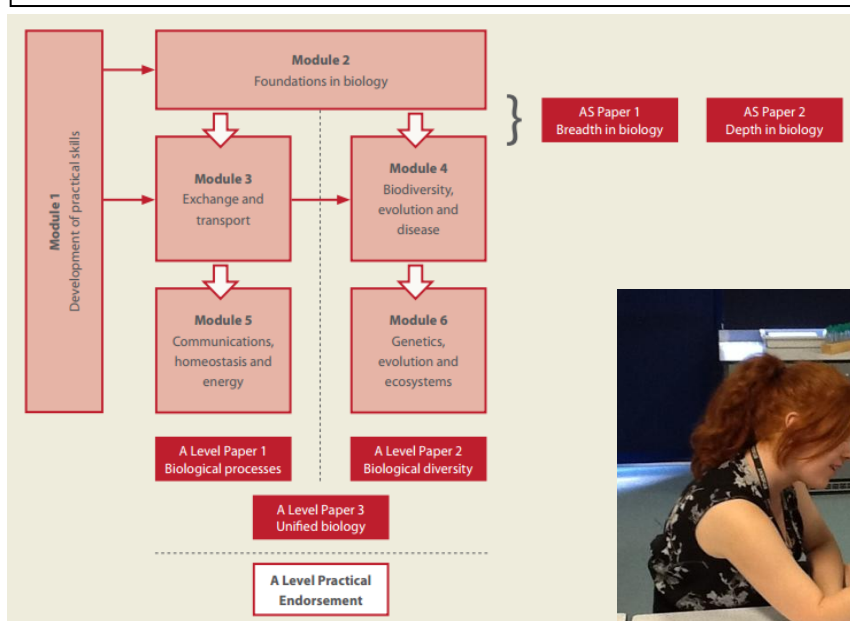 Module 1
Development of practical skills
Module 2
Foundations in biology
AS Paper 1
Breadth in biology
AS Paper 2
Depth in biology
Module 3
Exchange and
transport
Module 4
Biodiversity,
evolution and
disease
Module 5
Communications,
homeostasis and
energy
Module 6
Genetics,
evolution and
ecosystems
A Level Paper 1
Biological processes
A Level Paper 2
Biological diversity
A Level Paper 3
Unified biology
A Level Practical
Endorsement